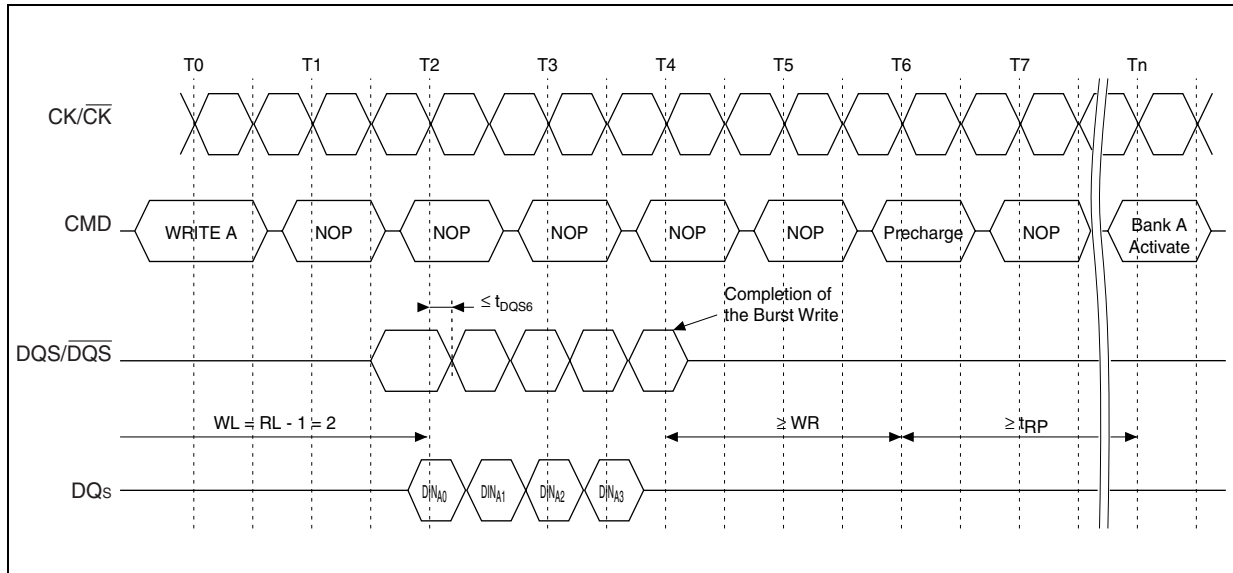 T0 T1 T2 T3 T4 T5 T6 T7 Tn
CK/CK
CMD WRITE A NOP NOP NOP NOP NOP Precharge NOP Bank A
Activate
≤ tDQS6
Completion of
the Burst Write
DQS/DQS
WL = RL - 1 = 2 ≥ WR ≥ tRP
DQs DINA0 DINA1 DINA2 DINA3